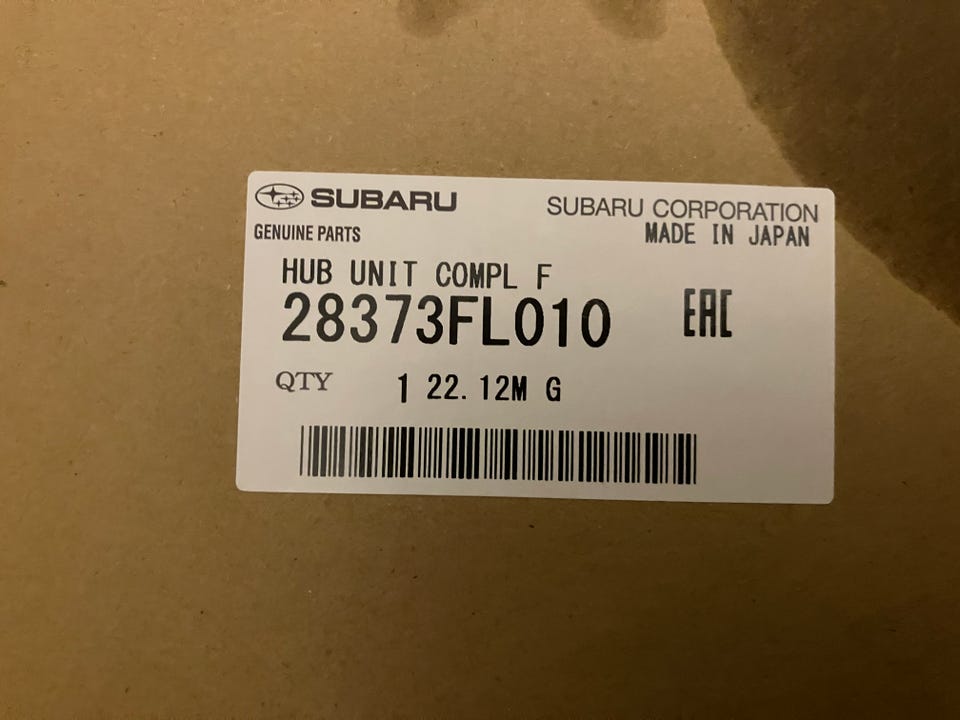 SUBARU
SUBARU CORPORATION
GENUINE PARTS
MADE IN JAPAN
HUB UNIT COMPL F
28373FL010
EAC
QTY 1 22.12M G